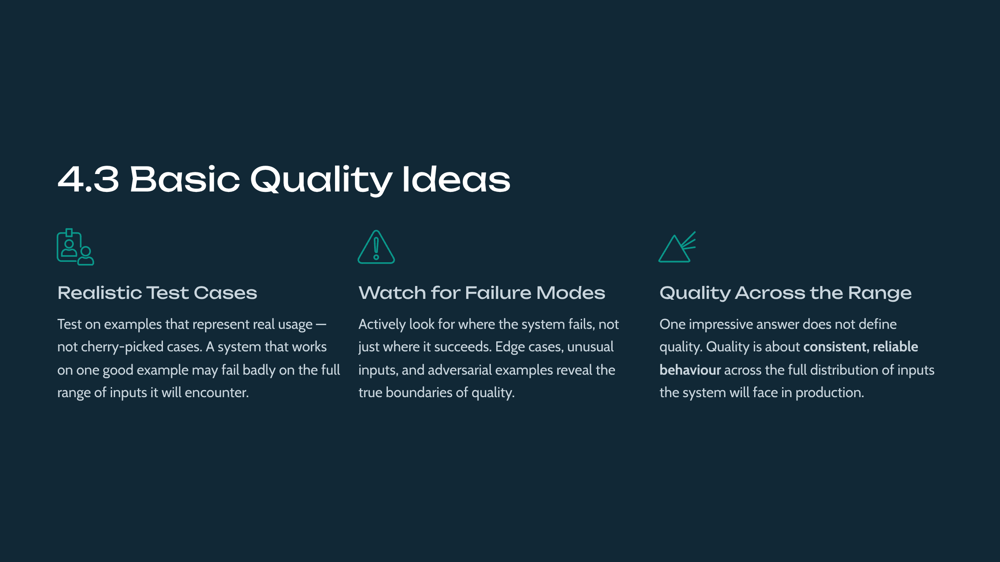 4.3 Basic Quality Ideas
Realistic Test Cases
Test on examples that represent real usage —
not cherry-picked cases. A system that works
on one good example may fail badly on the full
range of inputs it will encounter.
Watch for Failure Modes
Actively look for where the system fails, not
just where it succeeds. Edge cases, unusual
inputs, and adversarial examples reveal the
true boundaries of quality.
Quality Across the Range
One impressive answer does not define
quality. Quality is about consistent, reliable
behaviour across the full distribution of inputs
the system will face in production.